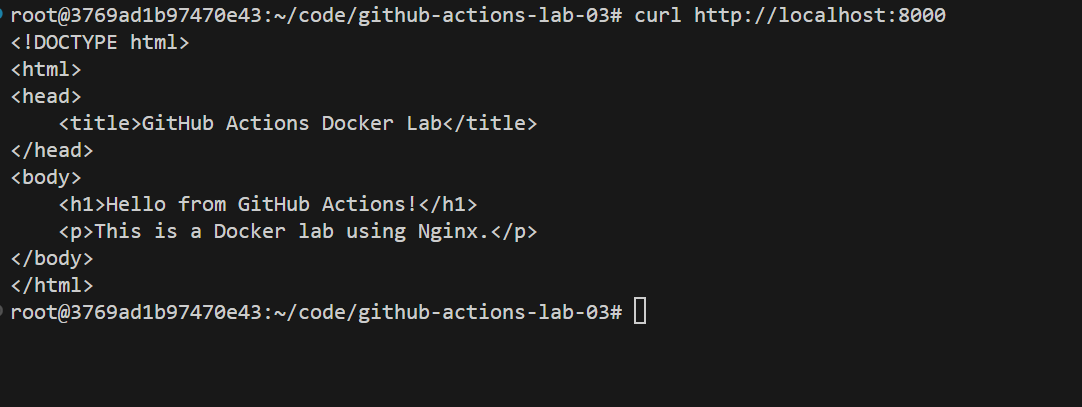 root@3769ad1b97470e43:~/code/github-actions-lab-03# curl http://localhost:8000
<!DOCTYPE html>
<html>
<head>
    <title>GitHub Actions Docker Lab</title>
</head>
<body>
    <h1>Hello from GitHub Actions!</h1>
    <p>This is a Docker lab using Nginx.</p>
</body>
</html>
root@3769ad1b97470e43:~/code/github-actions-lab-03#